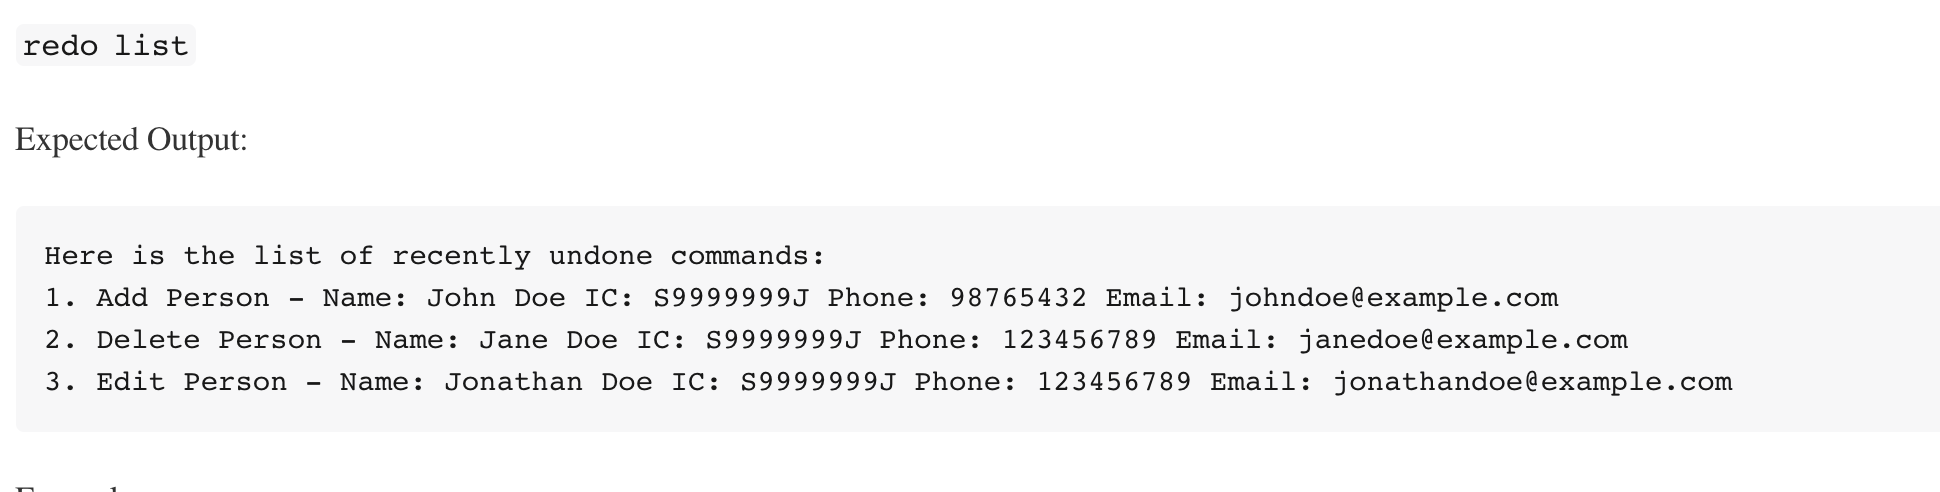 redo list
Expected Output:
Here is the list of recently undone commands:
1. Add Person - Name: John Doe IC: S9999999J Phone: 98765432 Email: johndoe@example.com
2. Delete Person - Name: Jane Doe IC: S9999999J Phone: 123456789 Email: janedoe@example.com
3. Edit Person - Name: Jonathan Doe IC: S9999999J Phone: 123456789 Email: jonathandoe@example.com